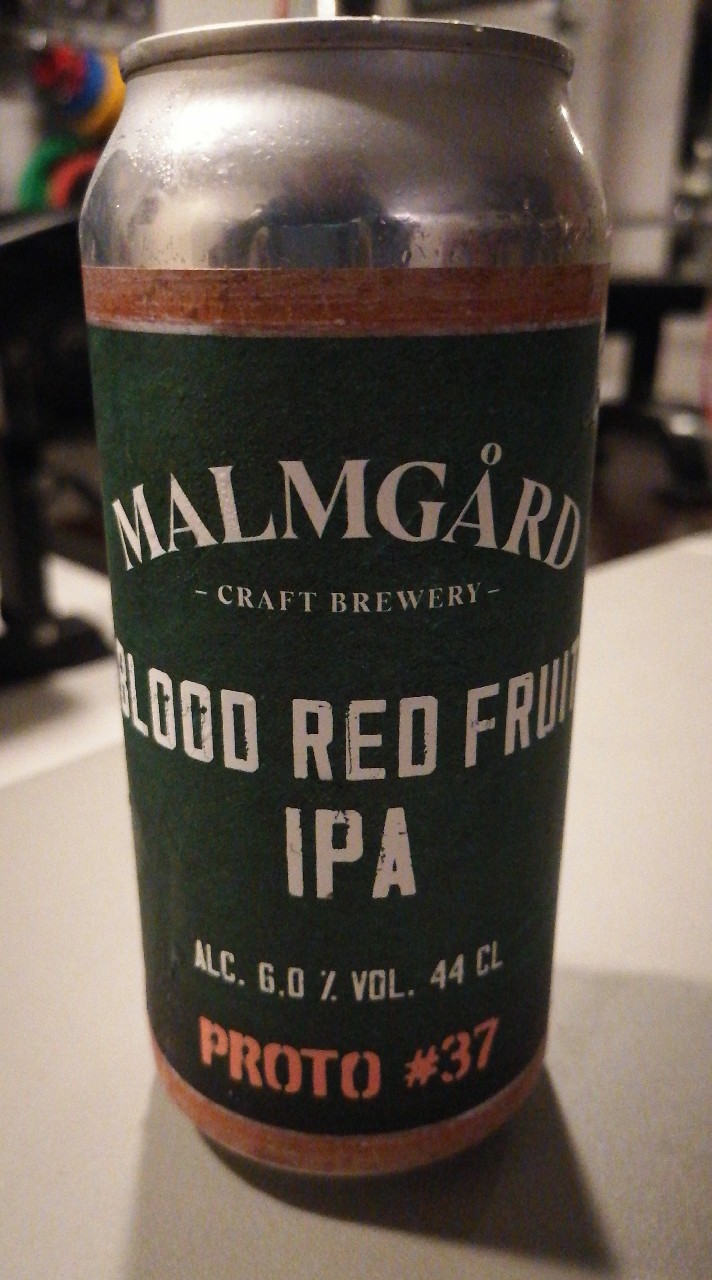 MALMGÅRD
- CRAFT BREWERY -
BLOOD RED FRUIT
IPA
ALC. 6.0 % VOL. 44 CL
PROTO #37